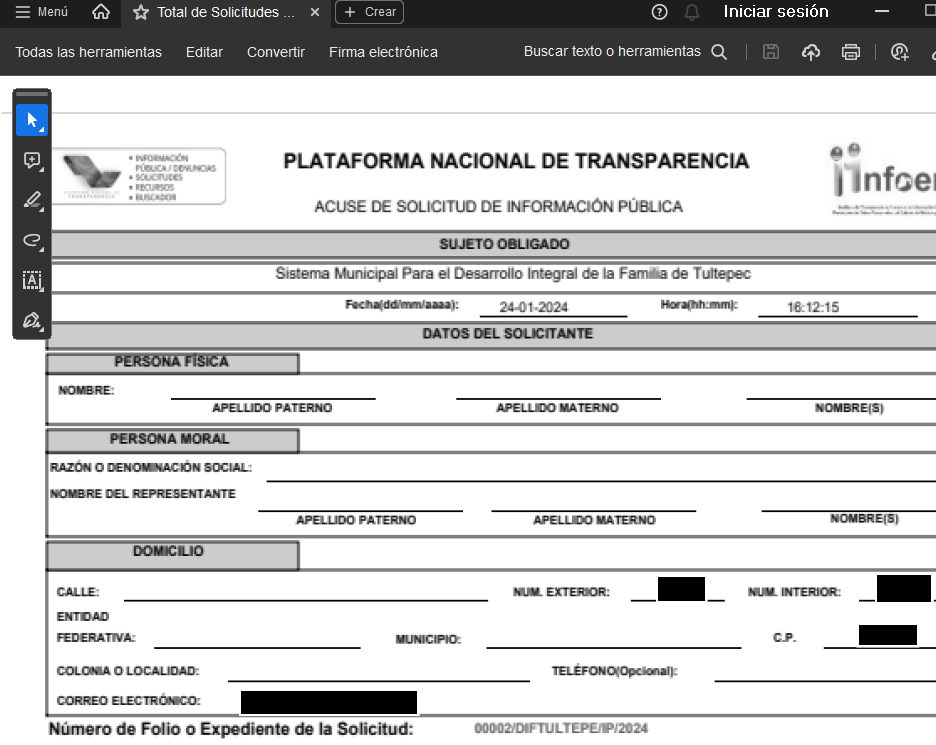 Menú
Total de Solicitudes ...
Crear
Iniciar sesión
Todas las herramientas Editar Convertir Firma electrónica Buscar texto o herramientas
• INFORMACIÓN
PÚBLICA / DENUNCIAS
• SOLICITUDES
• RECURSOS
• BUSCADOR
PLATAFORMA NACIONAL DE TRANSPARENCIA
ACUSE DE SOLICITUD DE INFORMACIÓN PÚBLICA
infoe
SUJETO OBLIGADO
Sistema Municipal Para el Desarrollo Integral de la Familia de Tultepec
Fecha(dd/mm/aaaa): 24-01-2024 Hora(hh:mm): 16:12:15
DATOS DEL SOLICITANTE
PERSONA FÍSICA
NOMBRE:
APELLIDO PATERNO APELLIDO MATERNO NOMBRE(S)
PERSONA MORAL
RAZÓN O DENOMINACIÓN SOCIAL:
NOMBRE DEL REPRESENTANTE
APELLIDO PATERNO APELLIDO MATERNO NOMBRE(S)
DOMICILIO
CALLE: NUM. EXTERIOR: NUM. INTERIOR:
ENTIDAD
FEDERATIVA: MUNICIPIO: C.P.
COLONIA O LOCALIDAD: TELÉFONO(Opcional):
CORREO ELECTRÓNICO:
Número de Folio o Expediente de la Solicitud: 00002/DIFTULTEPE/IP/2024